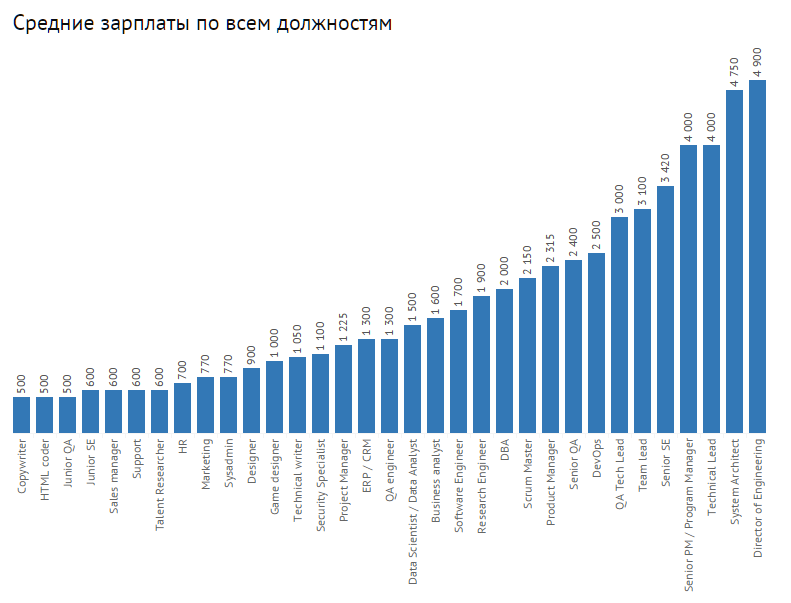 Средние зарплаты по всем должностям
500
500
500
600
600
600
600
700
770
770
900
1 000
1 050
1 100
1 225
1 300
1 300
1 500
1 600
1 700
1 900
2 000
2 150
2 315
2 400
2 500
3 000
3 100
3 420
4 000
4 000
4 750
4 900
Copywriter
HTML coder
Junior QA
Junior SE
Sales manager
Support
Talent Researcher
HR
Marketing
Sysadmin
Designer
Game designer
Technical writer
Security Specialist
Project Manager
ERP / CRM
QA engineer
Data Scientist / Data Analyst
Business analyst
Software Engineer
Research Engineer
DBA
Scrum Master
Product Manager
Senior QA
DevOps
QA Tech Lead
Team lead
Senior SE
Senior PM / Program Manager
Technical Lead
System Architect
Director of Engineering